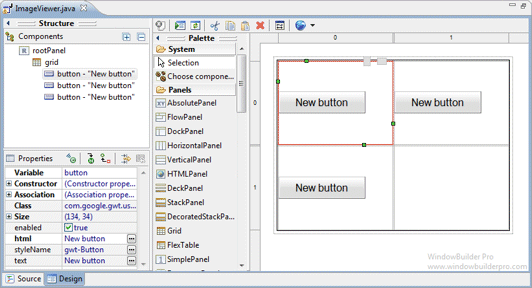 ImageViewer.java
Structure
Components
rootPanel
grid
button - "New button"
button - "New button"
button - "New button"
Properties
Variable button
Constructor (Constructor prope...
Association (Association prope...
Class com.google.gwt.us...
Size (134, 34)
enabled true
html New button
styleName gwt-Button
text New button
Palette
System
Selection
Choose compone...
Panels
AbsolutePanel
FlowPanel
DockPanel
HorizontalPanel
VerticalPanel
HTMLPanel
DeckPanel
StackPanel
DecoratedStackPa...
Grid
FlexTable
SimplePanel
0 1
0
New button New button
1
New button
WindowBuilder Pro
www.windowbuilderpro.com
Source Design